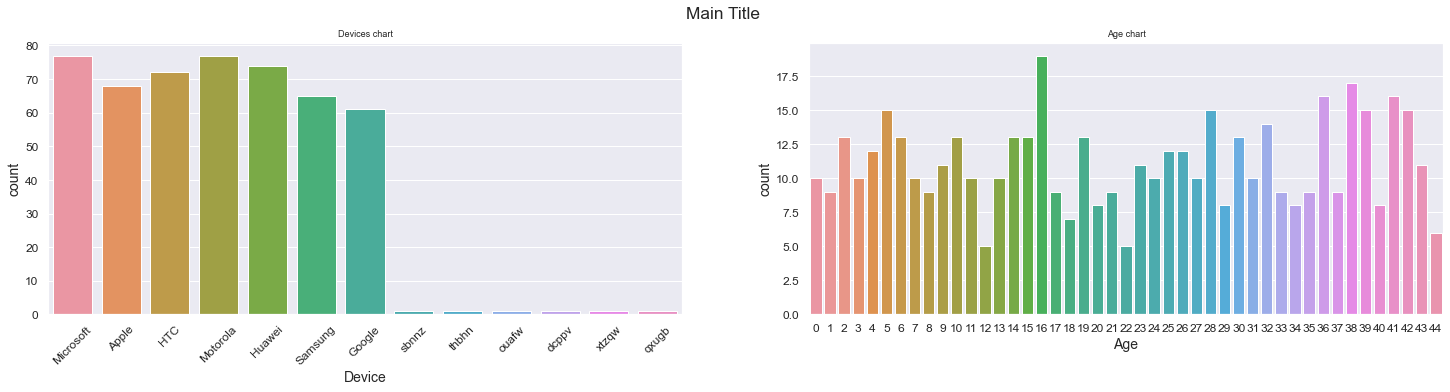 Main Title
Devices chart
80
70
60
50
40
30
20
10
0
count
Microsoft Apple HTC Motorola Huawei Samsung Google sbnnz thbhn ouafw dcppv xtzqw qxugb
Device
Age chart
17.5
15.0
12.5
10.0
7.5
5.0
2.5
0.0
count
0 1 2 3 4 5 6 7 8 9 10 11 12 13 14 15 16 17 18 19 20 21 22 23 24 25 26 27 28 29 30 31 32 33 34 35 36 37 38 39 40 41 42 43 44
Age